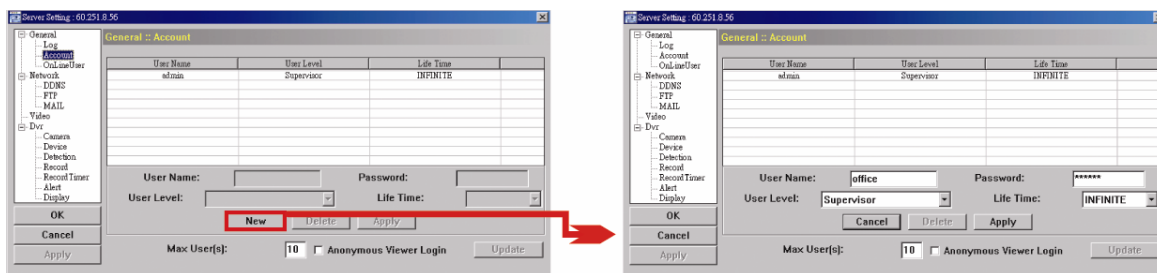 Server Setting : 60.251.8.56
General
Log
Account
OnLineUser
Network
DDNS
FTP
MAIL
Video
Dvr
Camera
Device
Detection
Record
RecordTimer
Alert
Display
OK
Cancel
Apply
General :: Account
User Name User Level Life Time
admin Supervisor INFINITE
User Name: Password:
User Level: Life Time:
New Delete Apply
Max User(s): 10 Anonymous Viewer Login Update
Server Setting : 60.251.8.56
General
Log
Account
OnLineUser
Network
DDNS
FTP
MAIL
Video
Dvr
Camera
Device
Detection
Record
RecordTimer
Alert
Display
OK
Cancel
Apply
General :: Account
User Name User Level Life Time
admin Supervisor INFINITE
User Name: office Password: ******
User Level: Supervisor Life Time: INFINITE
Cancel Delete Apply
Max User(s): 10 Anonymous Viewer Login Update